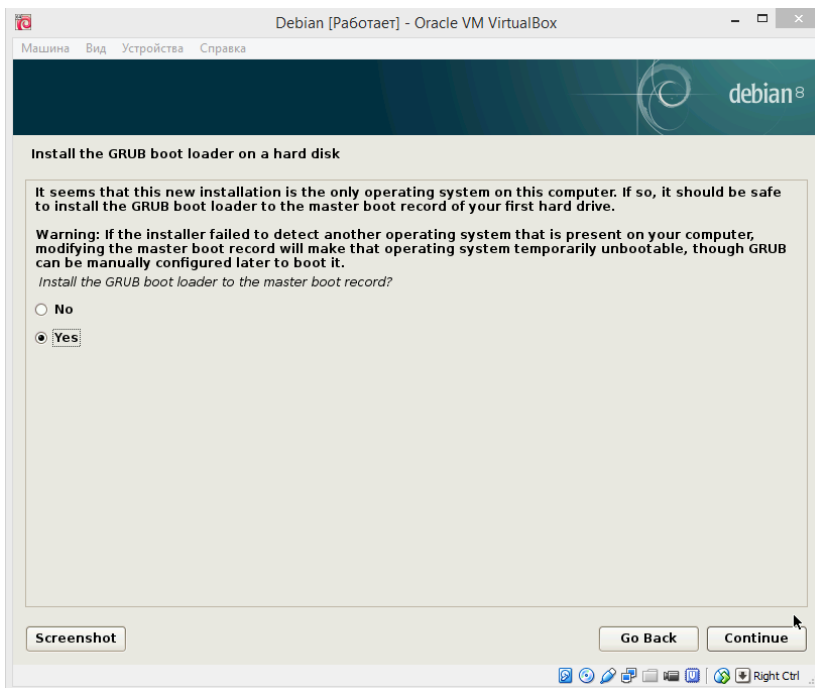 Debian [Работает] - Oracle VM VirtualBox
Машина Вид Устройства Справка
debian 8
Install the GRUB boot loader on a hard disk
It seems that this new installation is the only operating system on this computer. If so, it should be safe
to install the GRUB boot loader to the master boot record of your first hard drive.
Warning: If the installer failed to detect another operating system that is present on your computer,
modifying the master boot record will make that operating system temporarily unbootable, though GRUB
can be manually configured later to boot it.
Install the GRUB boot loader to the master boot record?
No
Yes
Screenshot Go Back Continue
Right Ctrl